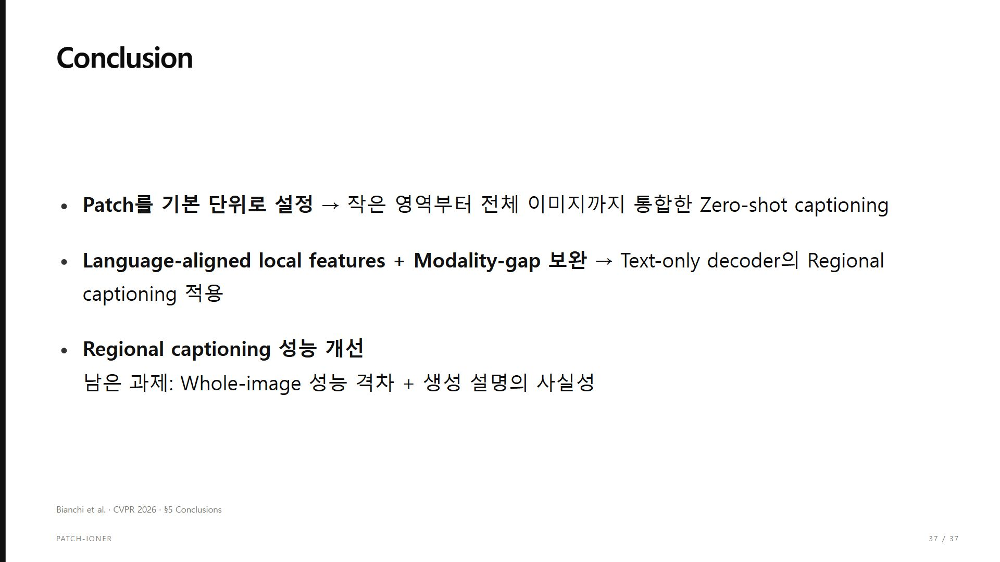 Conclusion
• Patch를 기본 단위로 설정 → 작은 영역부터 전체 이미지까지 통합한 Zero-shot captioning
• Language-aligned local features + Modality-gap 보완 → Text-only decoder의 Regional
captioning 적용
• Regional captioning 성능 개선
남은 과제: Whole-image 성능 격차 + 생성 설명의 사실성
Bianchi et al. · CVPR 2026 · §5 Conclusions
PATCH-IONER
37 / 37